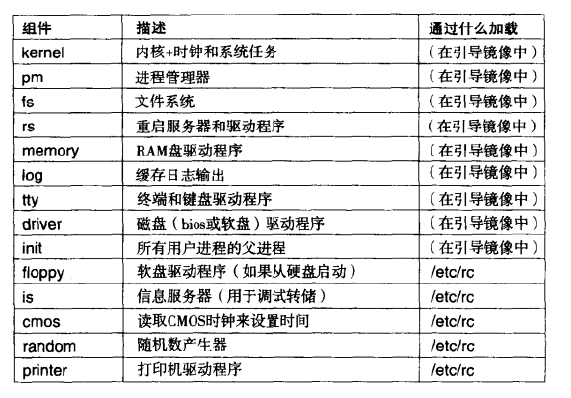 组件 描述 通过什么加载
kernel 内核+时钟和系统任务 (在引导镜像中)
pm 进程管理器 (在引导镜像中)
fs 文件系统 (在引导镜像中)
rs 重启服务器和驱动程序 (在引导镜像中)
memory RAM盘驱动程序 (在引导镜像中)
log 缓存日志输出 (在引导镜像中)
tty 终端和键盘驱动程序 (在引导镜像中)
driver 磁盘(bios或软盘)驱动程序 (在引导镜像中)
init 所有用户进程的父进程 (在引导镜像中)
floppy 软盘驱动程序(如果从硬盘启动) /etc/rc
is 信息服务器(用于调试转储) /etc/rc
cmos 读取CMOS时钟来设置时间 /etc/rc
random 随机数产生器 /etc/rc
printer 打印机驱动程序 /etc/rc